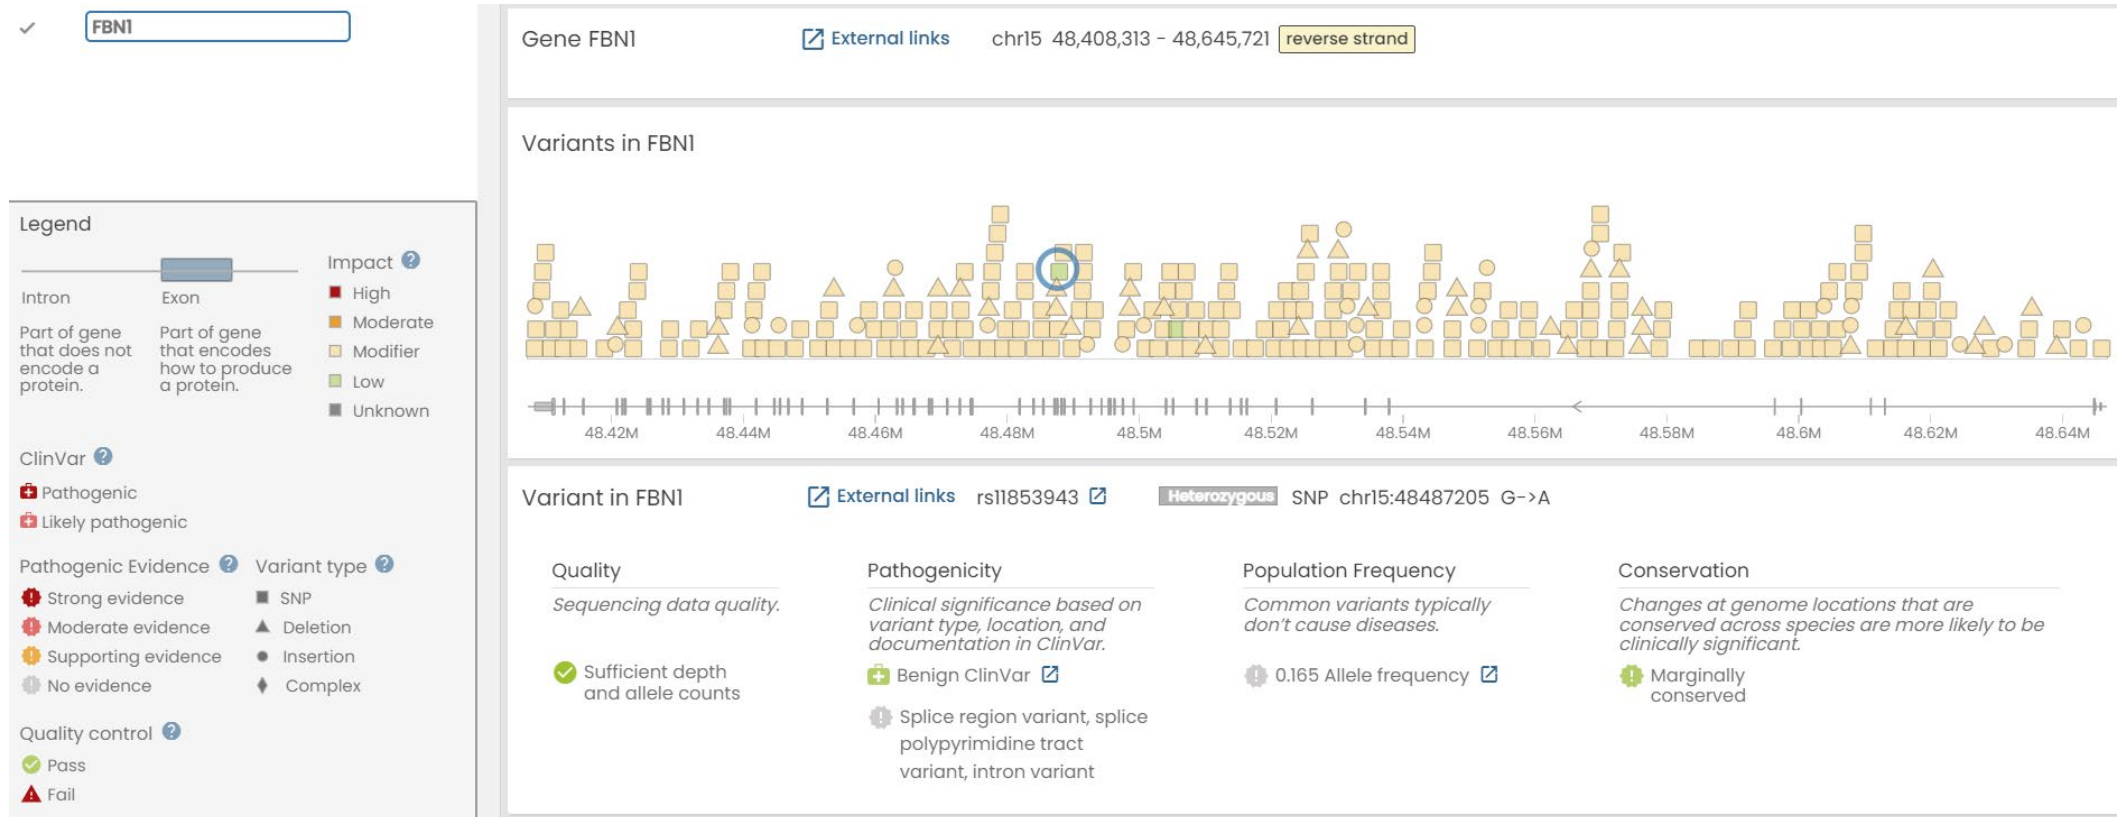 FBN1
Gene FBN1
External links
chr15 48,408,313 - 48,645,721
reverse strand
Variants in FBN1
Legend
Intron
Part of gene
that does not
encode a
protein.
Exon
Part of gene
that encodes
how to produce
a protein.
Impact ?
High
Moderate
Modifier
Low
Unknown
ClinVar ?
Pathogenic
Likely pathogenic
Pathogenic Evidence ?
Strong evidence
Moderate evidence
Supporting evidence
No evidence
Variant type ?
SNP
Deletion
Insertion
Complex
Quality control ?
Pass
Fail
48.42M 48.44M 48.46M 48.48M 48.5M 48.52M 48.54M 48.56M 48.58M 48.6M 48.62M 48.64M
Variant in FBN1
External links
rs11853943
Heterozygous
SNP chr15:48487205 G->A
Quality
Sequencing data quality.
Sufficient depth
and allele counts
Pathogenicity
Clinical significance based on
variant type, location, and
documentation in ClinVar.
Benign ClinVar
Splice region variant, splice
polypyrimidine tract
variant, intron variant
Population Frequency
Common variants typically
don't cause diseases.
0.165 Allele frequency
Conservation
Changes at genome locations that are
conserved across species are more likely to be
clinically significant.
Marginally
conserved